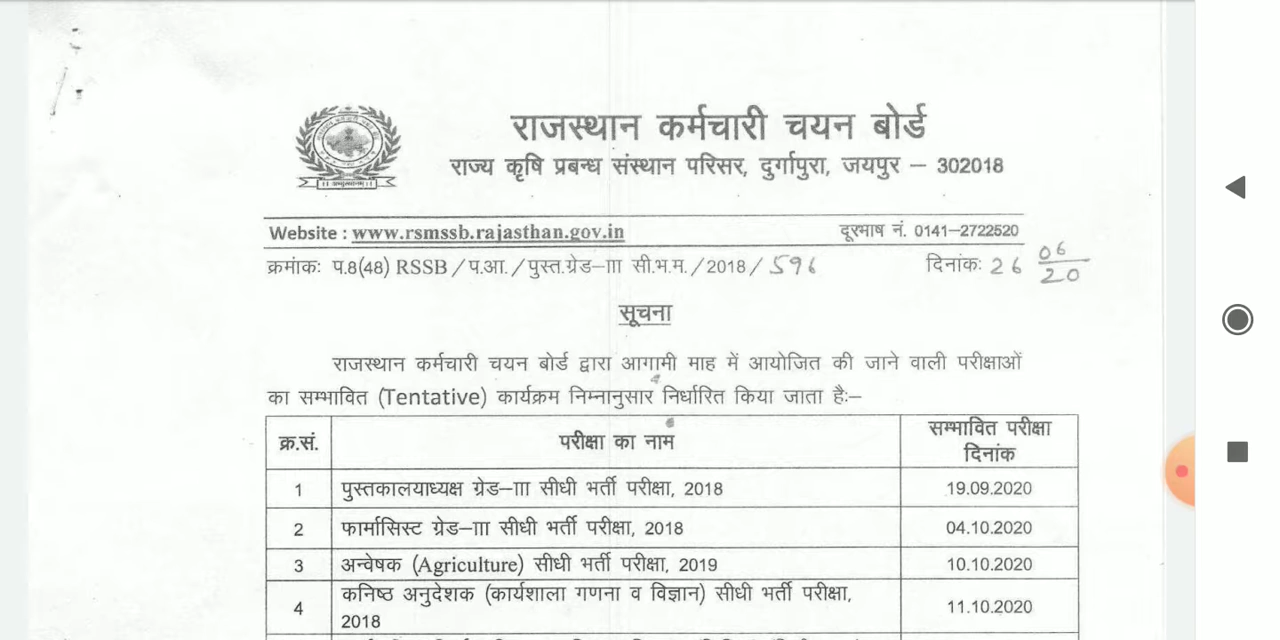 राजस्थान कर्मचारी चयन बोर्ड
राज्य कृषि प्रबन्ध संस्थान परिसर, दुर्गापुरा, जयपुर – 302018
Website : www.rsmssb.rajasthan.gov.in दूरभाष नं. 0141–2722520
क्रमांकः प.8(48) RSSB / प.आ. / पुस्त.ग्रेड–III सी.भ.म. / 2018 / 596 दिनांकः 26 06/20
सूचना
राजस्थान कर्मचारी चयन बोर्ड द्वारा आगामी माह में आयोजित की जाने वाली परीक्षाओं
का सम्भावित (Tentative) कार्यक्रम निम्नानुसार निर्धारित किया जाता हैः–
क्र.सं. परीक्षा का नाम सम्भावित परीक्षा
दिनांक
1 पुस्तकालयाध्यक्ष ग्रेड–III सीधी भर्ती परीक्षा, 2018 19.09.2020
2 फार्मासिस्ट ग्रेड–III सीधी भर्ती परीक्षा, 2018 04.10.2020
3 अन्वेषक (Agriculture) सीधी भर्ती परीक्षा, 2019 10.10.2020
4 कनिष्ठ अनुदेशक (कार्यशाला गणना व विज्ञान) सीधी भर्ती परीक्षा, 11.10.2020
2018